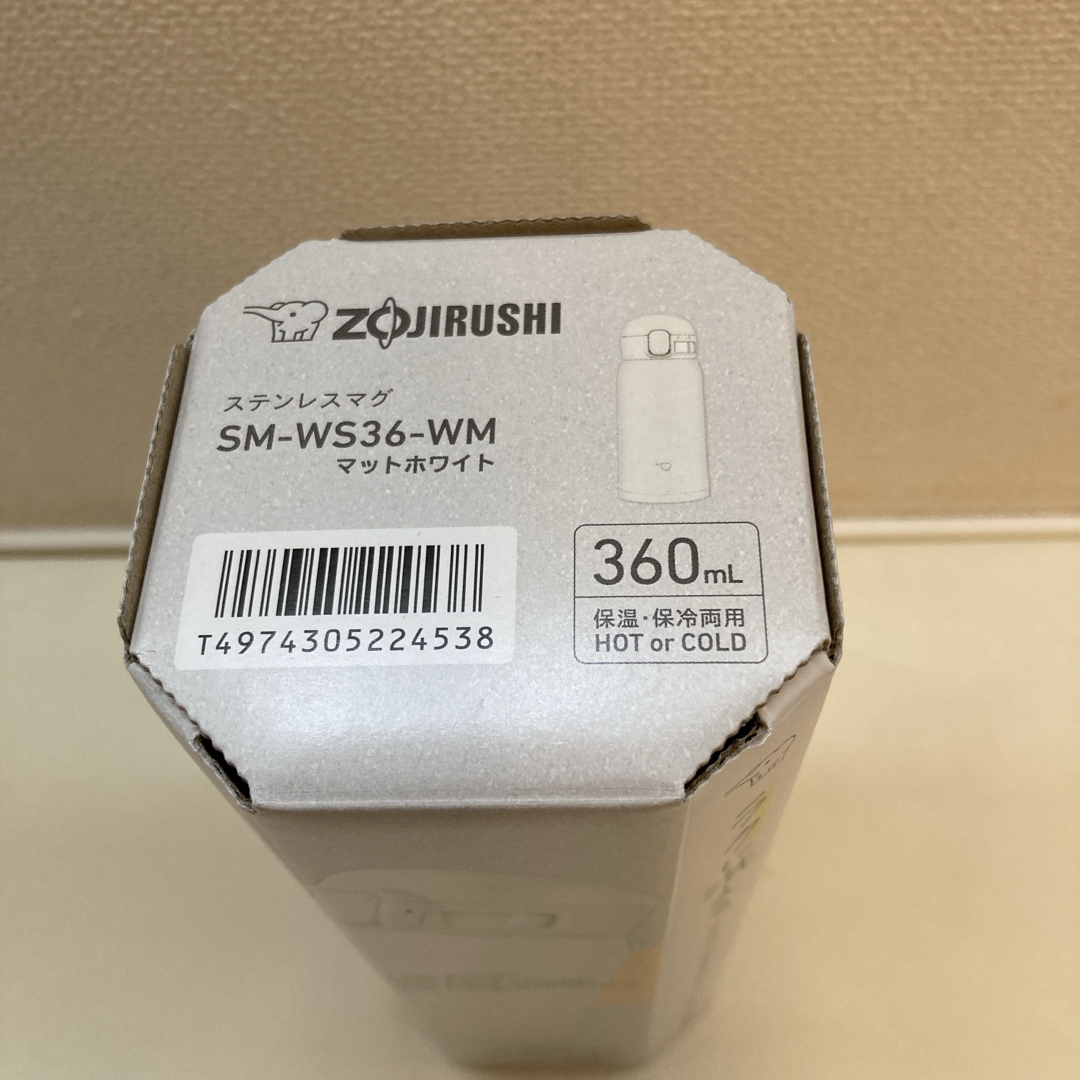 ZOJIRUSHI
ステンレスマグ
SM-WS36-WM
マットホワイト
T4974305224538
360mL
保温・保冷両用
HOT or COLD